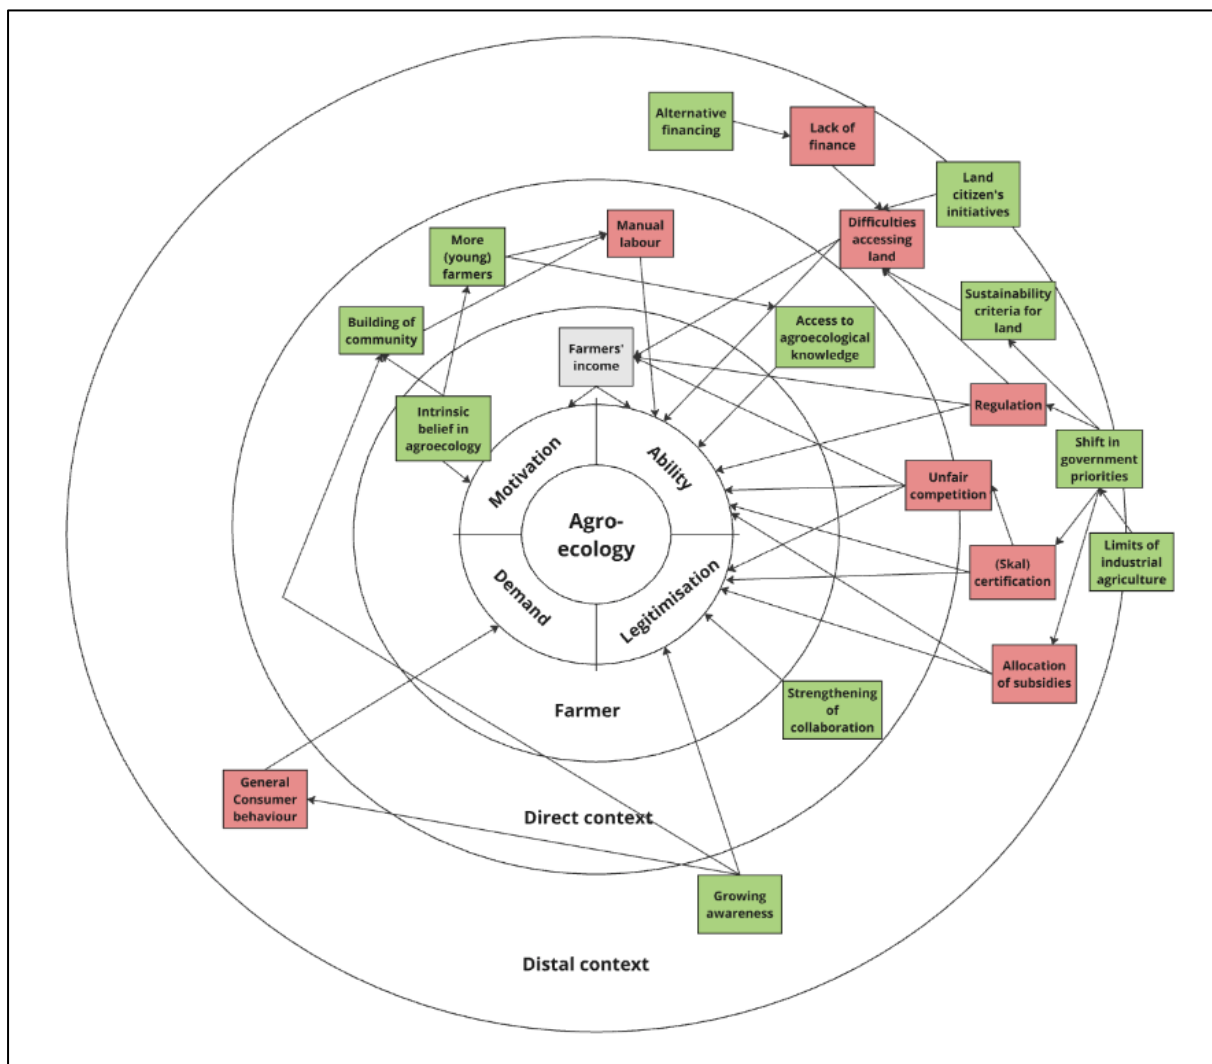 Alternative
financing
Lack of
finance
Land
citizen's
initiatives
Manual
labour
Difficulties
accessing
land
More
(young)
farmers
Sustainability
criteria for
land
Building of
community
Access to
agroecological
knowledge
Farmers'
income
Regulation
Intrinsic
belief in
agroecology
Shift in
government
priorities
Motivation
Ability
Unfair
competition
Agro-
ecology
Limits of
industrial
agriculture
(Skal)
certification
Demand
Legitimisation
Allocation
of subsidies
Strengthening
of
collaboration
Farmer
General
Consumer
behaviour
Direct context
Growing
awareness
Distal context